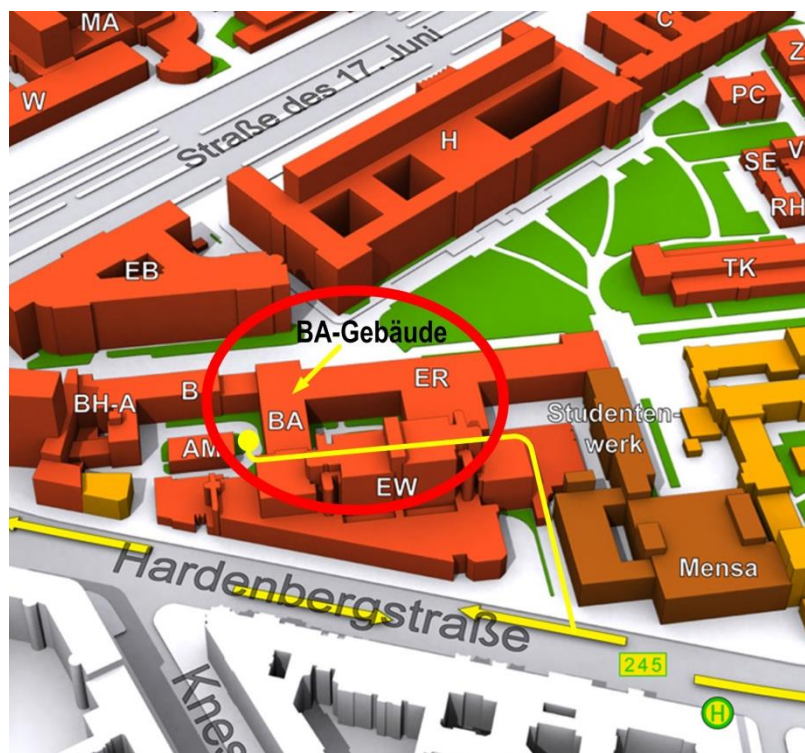 MA
C
Z
W
PC
Straße des 17. Juni
H
V
SE
RH
EB
TK
BA-Gebäude
B
ER
BH-A
BA
Studenten-
werk
AM
EW
Mensa
Hardenbergstraße
245
Knes
H